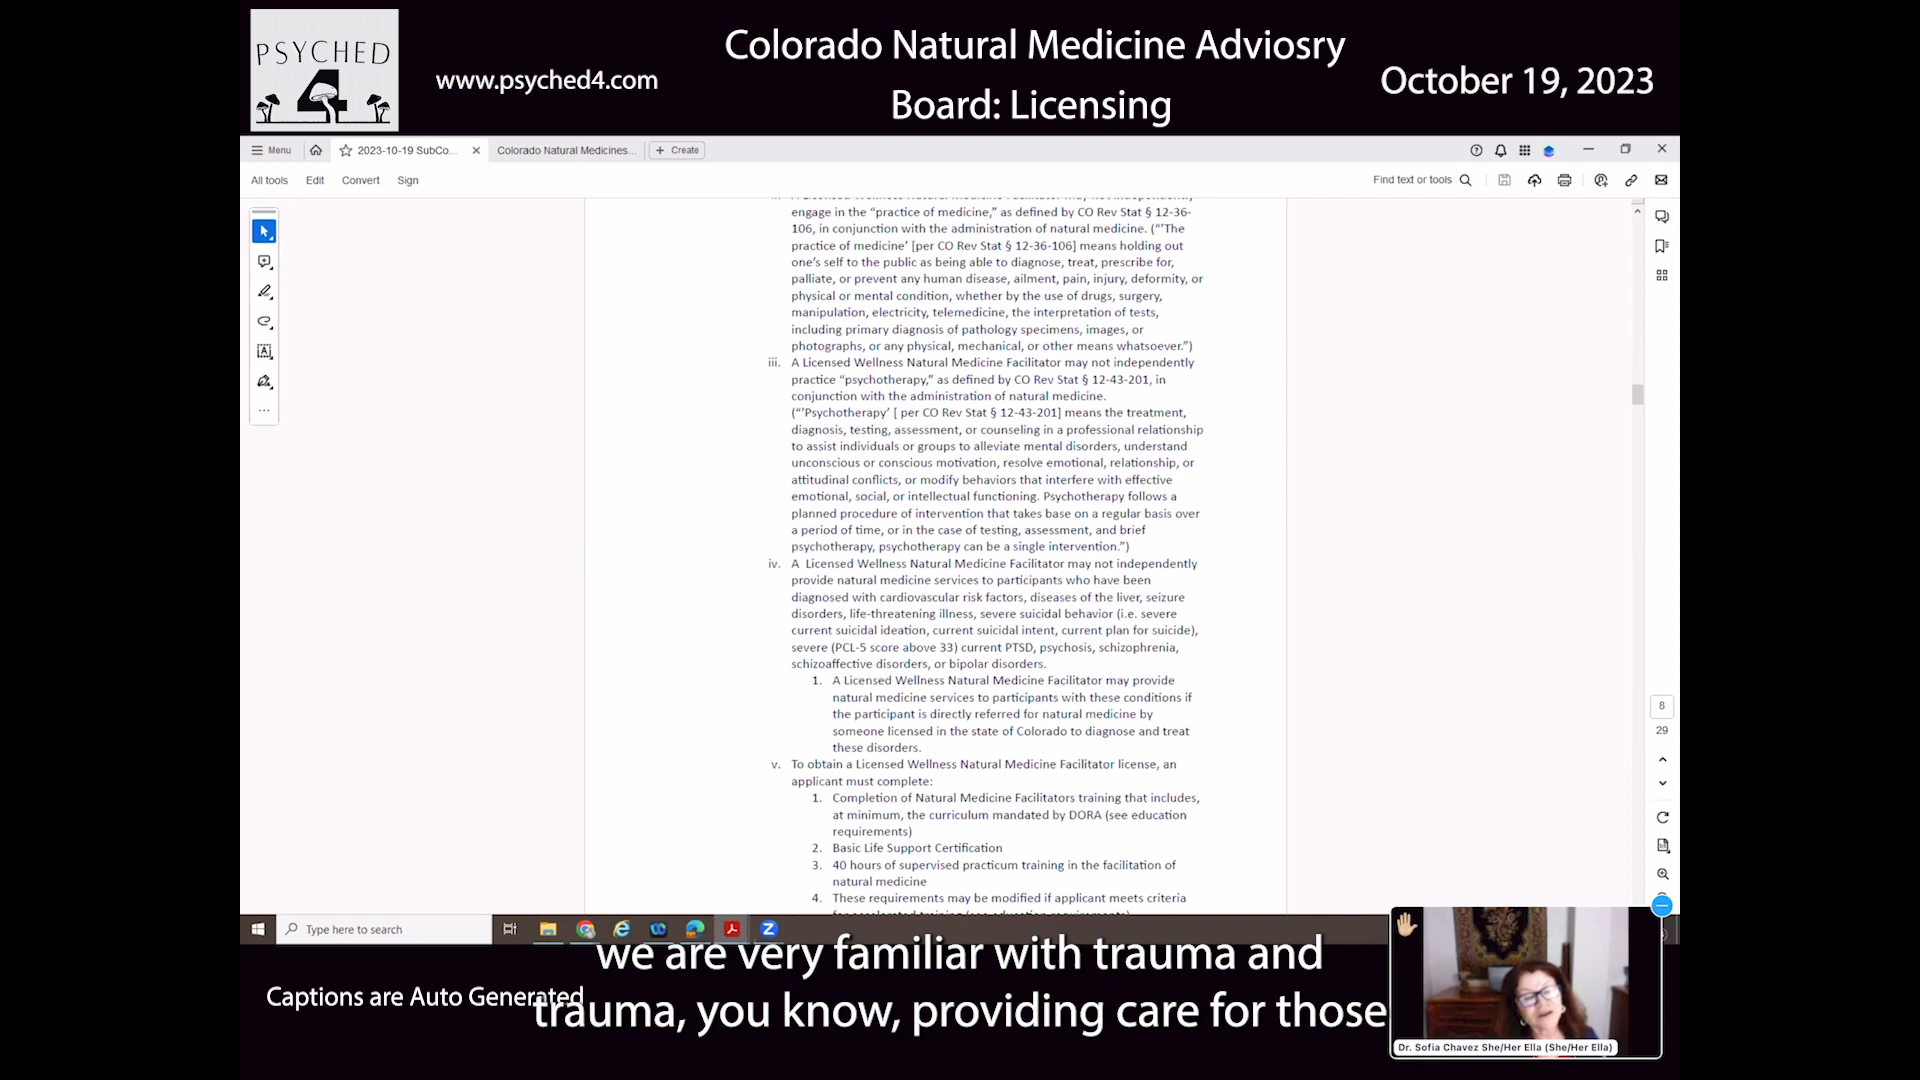 PSYCHED
4
www.psyched4.com
Colorado Natural Medicine Adviosry
Board: Licensing
October 19, 2023
Menu
2023-10-19 SubCo...
Colorado Natural Medicines...
+ Create
All tools
Edit
Convert
Sign
Find text or tools
engage in the “practice of medicine,” as defined by CO Rev Stat § 12-36-
106, in conjunction with the administration of natural medicine. (“‘The
practice of medicine’ [per CO Rev Stat § 12-36-106] means holding out
one’s self to the public as being able to diagnose, treat, prescribe for,
palliate, or prevent any human disease, ailment, pain, injury, deformity, or
physical or mental condition, whether by the use of drugs, surgery,
manipulation, electricity, telemedicine, the interpretation of tests,
including primary diagnosis of pathology specimens, images, or
photographs, or any physical, mechanical, or other means whatsoever.”)
iii. A Licensed Wellness Natural Medicine Facilitator may not independently
practice “psychotherapy,” as defined by CO Rev Stat § 12-43-201, in
conjunction with the administration of natural medicine.
(“‘Psychotherapy’ [ per CO Rev Stat § 12-43-201] means the treatment,
diagnosis, testing, assessment, or counseling in a professional relationship
to assist individuals or groups to alleviate mental disorders, understand
unconscious or conscious motivation, resolve emotional, relationship, or
attitudinal conflicts, or modify behaviors that interfere with effective
emotional, social, or intellectual functioning. Psychotherapy follows a
planned procedure of intervention that takes base on a regular basis over
a period of time, or in the case of testing, assessment, and brief
psychotherapy, psychotherapy can be a single intervention.”)
iv. A Licensed Wellness Natural Medicine Facilitator may not independently
provide natural medicine services to participants who have been
diagnosed with cardiovascular risk factors, diseases of the liver, seizure
disorders, life-threatening illness, severe suicidal behavior (i.e. severe
current suicidal ideation, current suicidal intent, current plan for suicide),
severe (PCL-5 score above 33) current PTSD, psychosis, schizophrenia,
schizoaffective disorders, or bipolar disorders.
1. A Licensed Wellness Natural Medicine Facilitator may provide
natural medicine services to participants with these conditions if
the participant is directly referred for natural medicine by
someone licensed in the state of Colorado to diagnose and treat
these disorders.
v. To obtain a Licensed Wellness Natural Medicine Facilitator license, an
applicant must complete:
1. Completion of Natural Medicine Facilitators training that includes,
at minimum, the curriculum mandated by DORA (see education
requirements)
2. Basic Life Support Certification
3. 40 hours of supervised practicum training in the facilitation of
natural medicine
4. These requirements may be modified if applicant meets criteria
8
29
Type here to search
we are very familiar with trauma and
Captions are Auto Generated
trauma, you know, providing care for those
Dr. Sofia Chavez She/Her Ella (She/Her Ella)